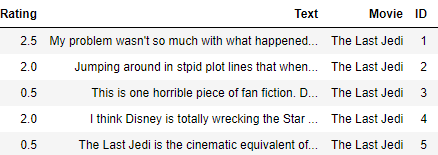 Rating Text Movie ID
2.5 My problem wasn't so much with what happened... The Last Jedi 1
2.0 Jumping around in stpid plot lines that when... The Last Jedi 2
0.5 This is one horrible piece of fan fiction. D... The Last Jedi 3
2.0 I think Disney is totally wrecking the Star ... The Last Jedi 4
0.5 The Last Jedi is the cinematic equivalent of... The Last Jedi 5